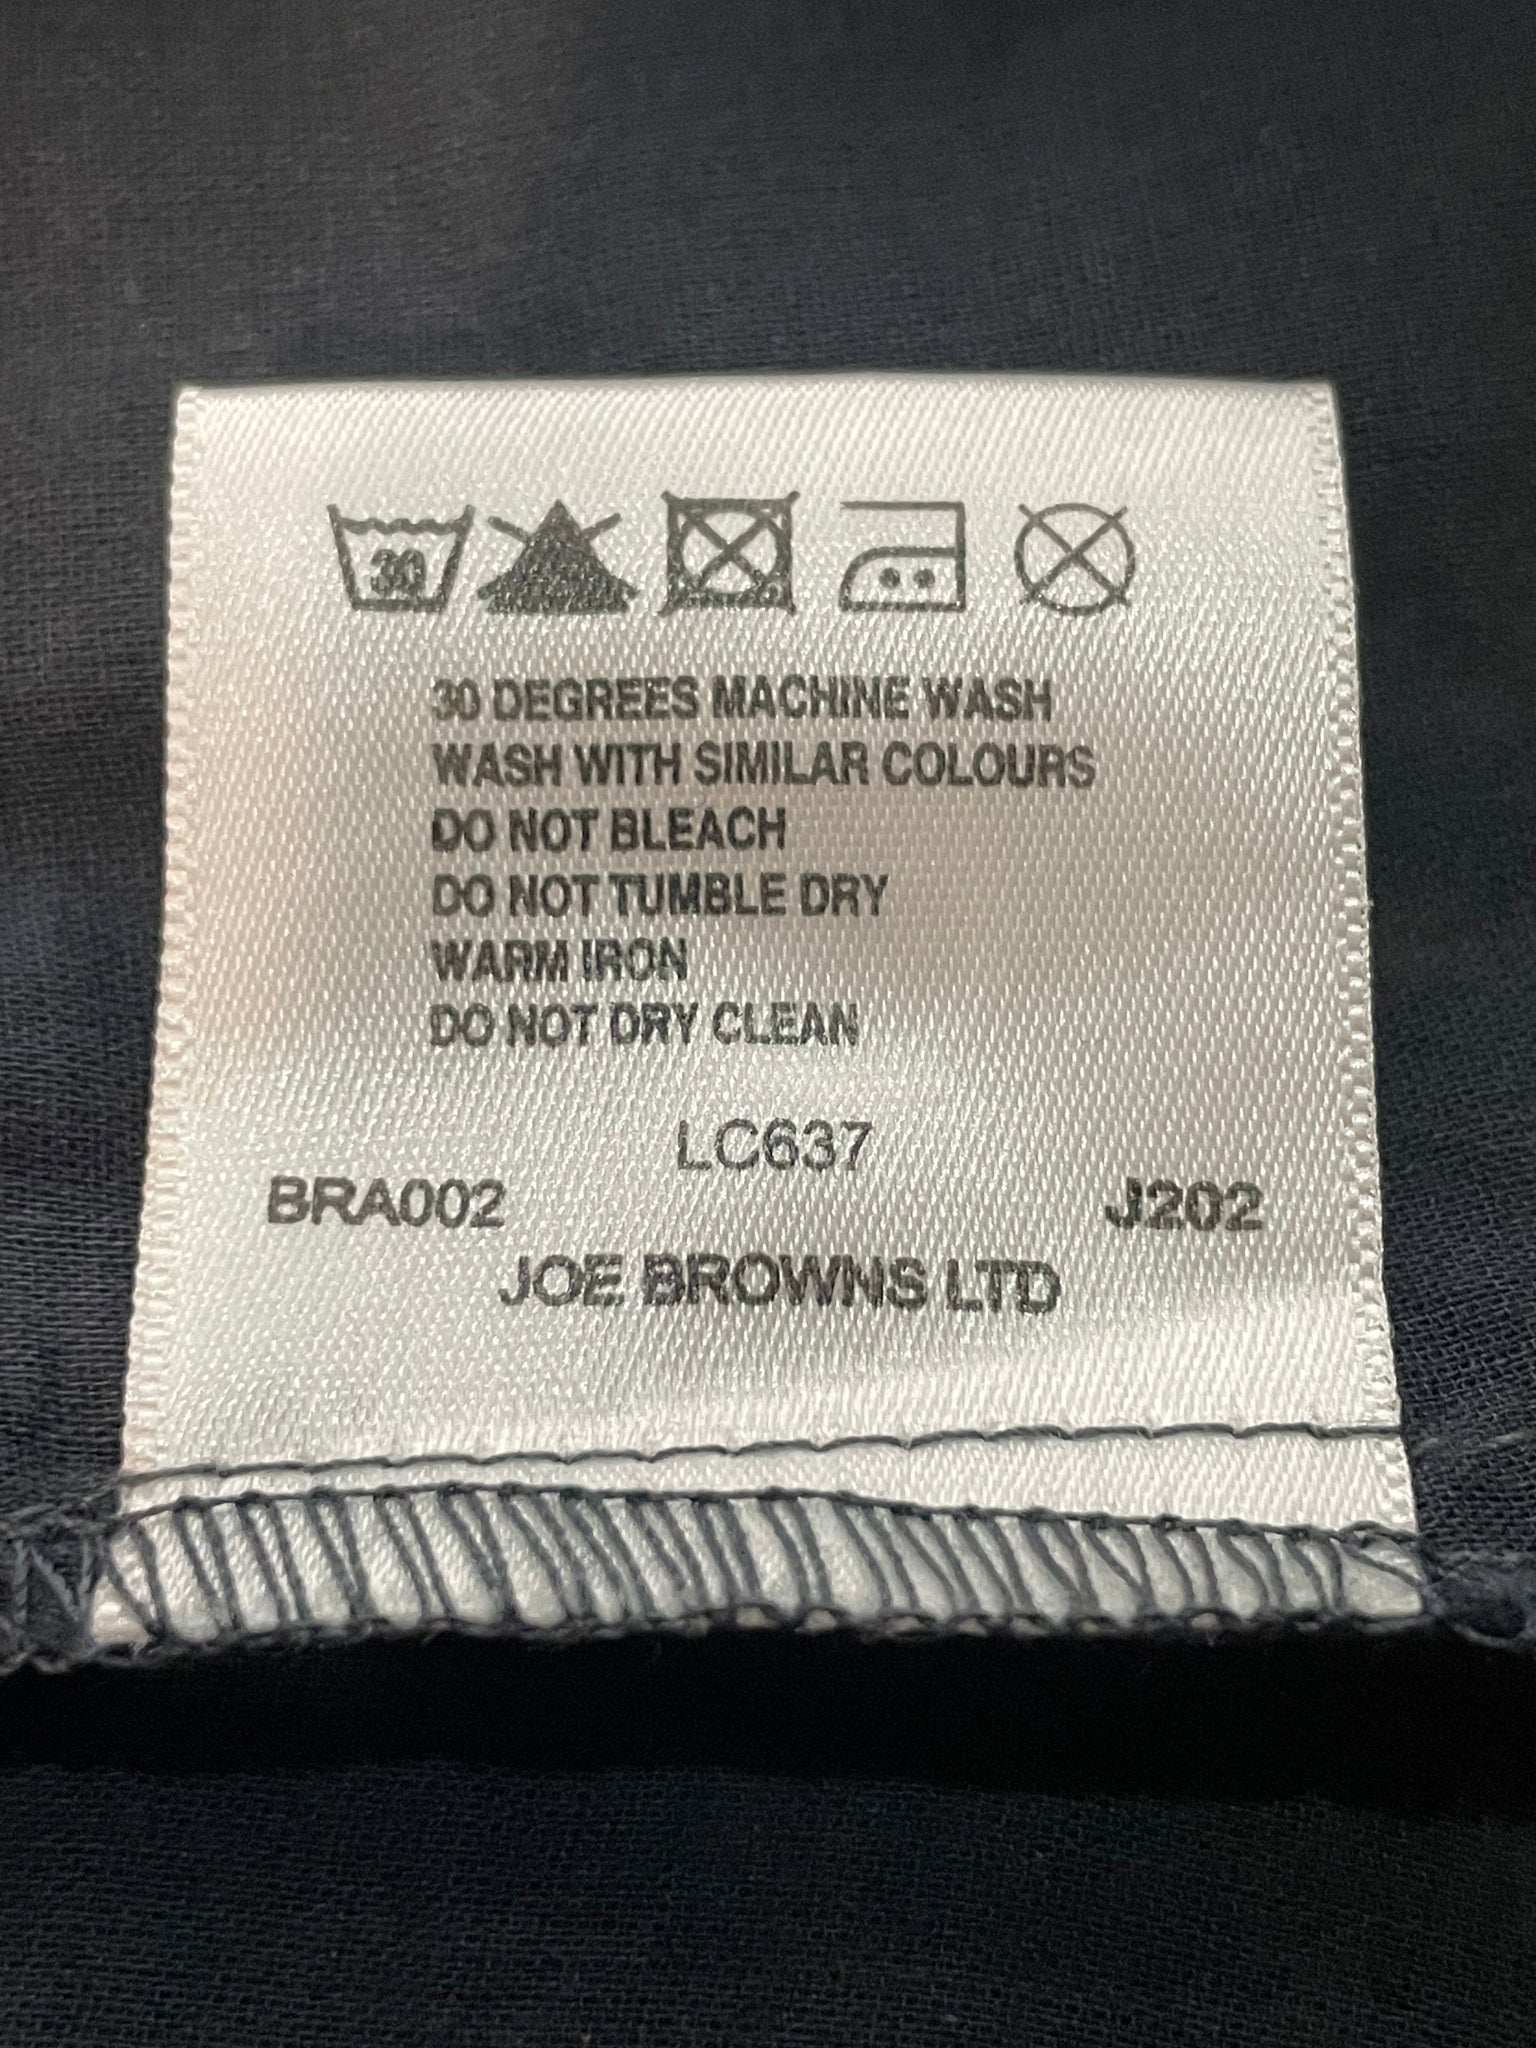 30
30 DEGREES MACHINE WASH
WASH WITH SIMILAR COLOURS
DO NOT BLEACH
DO NOT TUMBLE DRY
WARM IRON
DO NOT DRY CLEAN
LC637
BRA002 J202
JOE BROWNS LTD